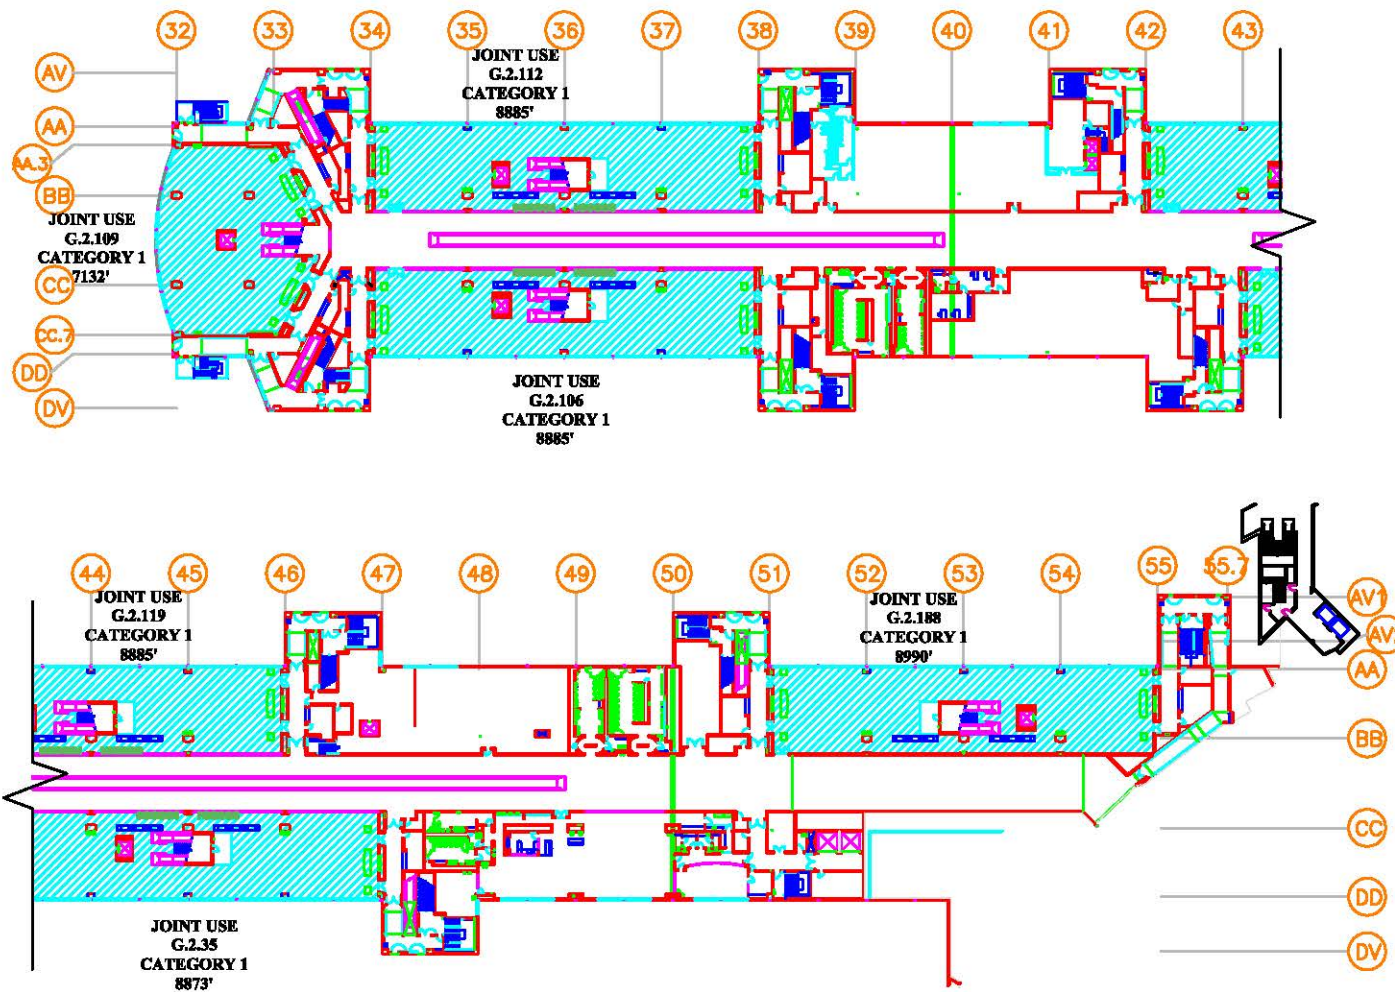 32 33 34 35 36 37 38 39 40 41 42 43
JOINT USE
G.2.112
CATEGORY 1
8885'
AV
AA
AA.3
BB
JOINT USE
G.2.109
CATEGORY 1
7132'
CC
CC.7
DD
DV
JOINT USE
G.2.106
CATEGORY 1
8885'
44 45 46 47 48 49 50 51 52 53 54 55 55.7
JOINT USE
G.2.119
CATEGORY 1
8885'
JOINT USE
G.2.188
CATEGORY 1
8990'
AV1
AA
BB
CC
DD
DV
JOINT USE
G.2.35
CATEGORY 1
8873'